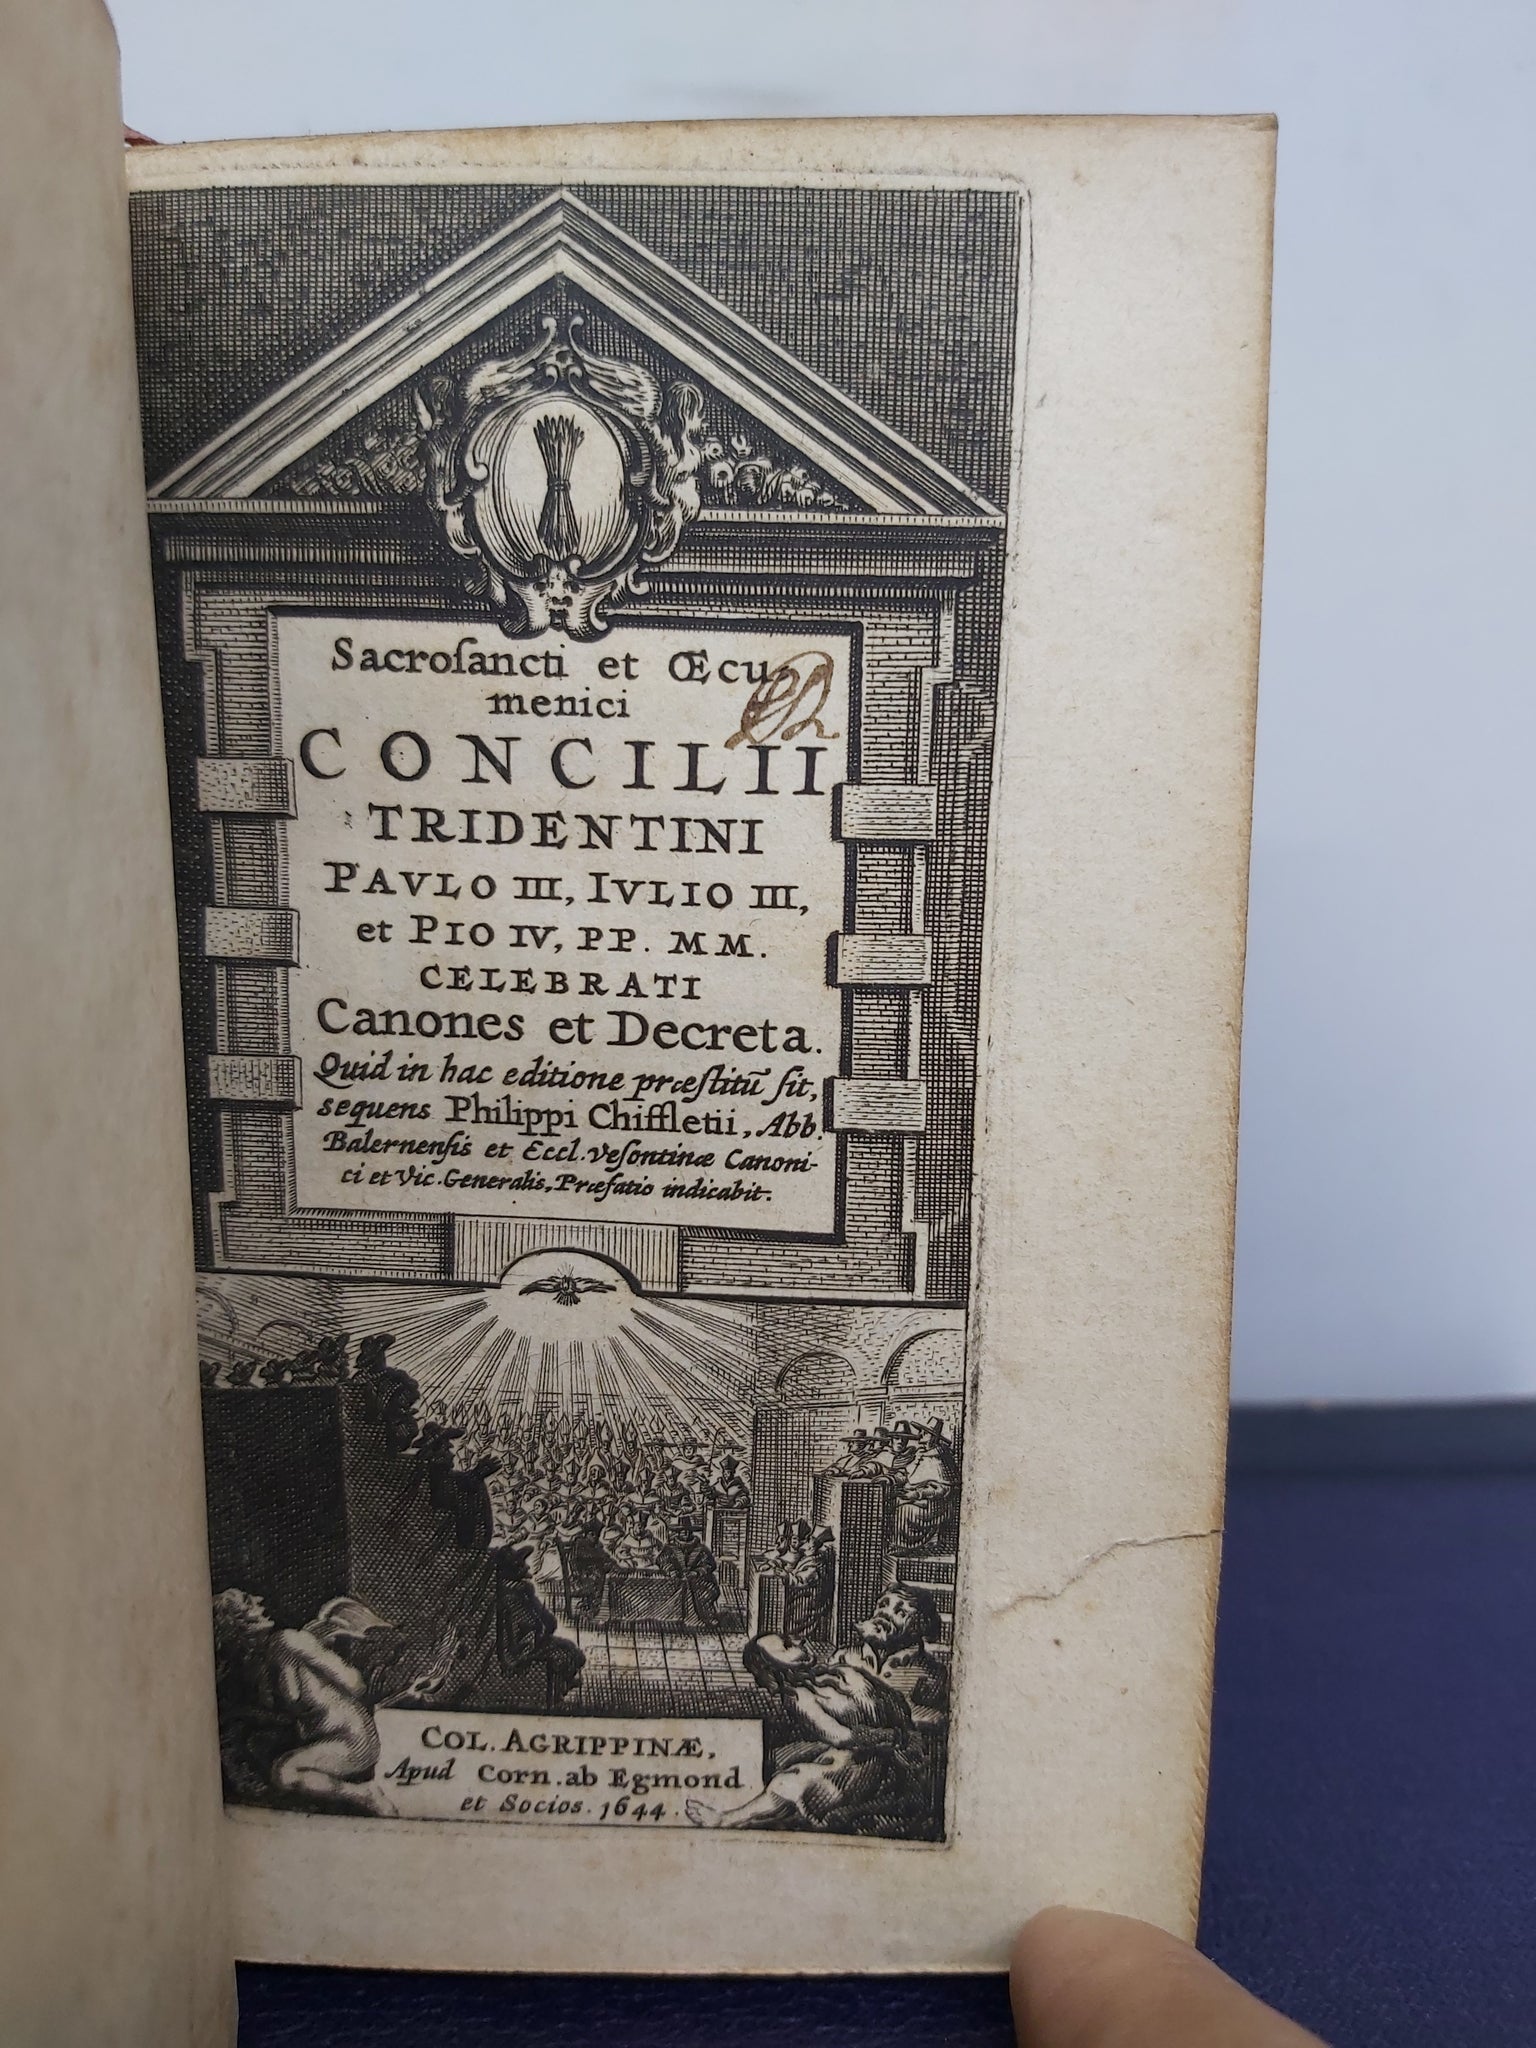 Sacroſancti et Œcu-
menici
CONCILII
TRIDENTINI
PAVLO III, IVLIO III,
et PIO IV, PP. MM.
CELEBRATI
Canones et Decreta.
Quid in hac editione præſtitū ſit,
sequens Philippi Chiffletii, Abb.
Balernenſis et Eccl. Veſontinæ Canoni-
ci et Vic. Generalis, Præfatio indicabit.
COL. AGRIPPINÆ,
Apud Corn. ab Egmond
et Socios. 1644.